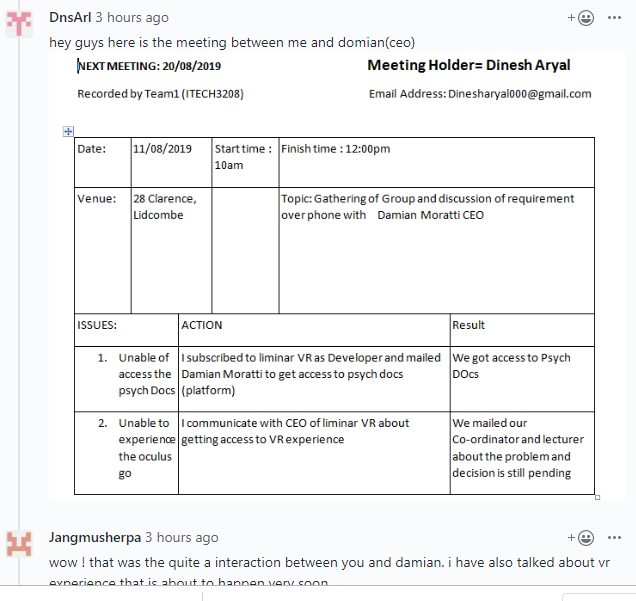 DnsArl 3 hours ago
hey guys here is the meeting between me and domian(ceo)
NEXT MEETING: 20/08/2019
Meeting Holder= Dinesh Aryal
Recorded by Team1 (ITECH3208)
Email Address: Dinesharyal000@gmail.com
Date:
11/08/2019
Start time :
10am
Finish time : 12:00pm
Venue:
28 Clarence,
Lidcombe
Topic: Gathering of Group and discussion of requirement
over phone with Damian Moratti CEO
ISSUES:
ACTION
Result
1. Unable of
access the
psych Docs
I subscribed to liminar VR as Developer and mailed
Damian Moratti to get access to psych docs
(platform)
We got access to Psych
DOcs
2. Unable to
experience
the oculus
go
I communicate with CEO of liminar VR about
getting access to VR experience
We mailed our
Co-ordinator and lecturer
about the problem and
decision is still pending
Jangmusherpa 3 hours ago
wow ! that was the quite a interaction between you and damian. i have also talked about vr
experience that is about to happen very soon